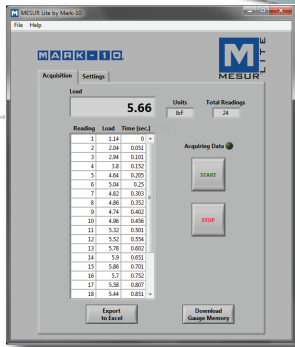 MESUR Lite by Mark-10
File Help
MARK-10
M
MESUR
LITE
Acquisition Settings
Load
5.66
Units
lbF
Total Readings
24
Reading Load Time [sec.]
1 1.14 0
2 2.04 0.051
3 2.94 0.101
4 3.8 0.152
5 4.64 0.205
6 5.04 0.25
7 4.82 0.303
8 4.86 0.352
9 4.74 0.402
10 4.96 0.456
11 5.32 0.501
12 5.52 0.554
13 5.78 0.602
14 5.9 0.651
15 5.86 0.701
16 5.7 0.752
17 5.58 0.807
18 5.44 0.851
Acquiring Data
START
STOP
Export
to Excel
Download
Gauge Memory